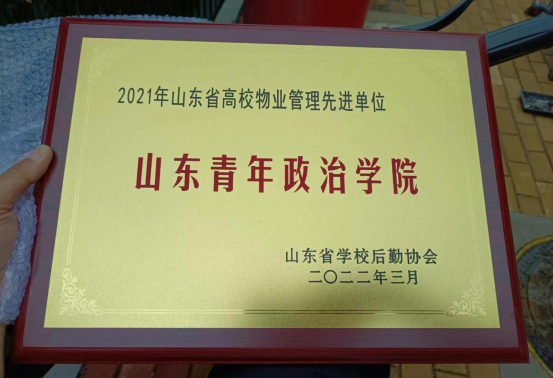 2021年山东省高校物业管理先进单位
山东青年政治学院
山东省学校后勤协会
二〇二二年三月